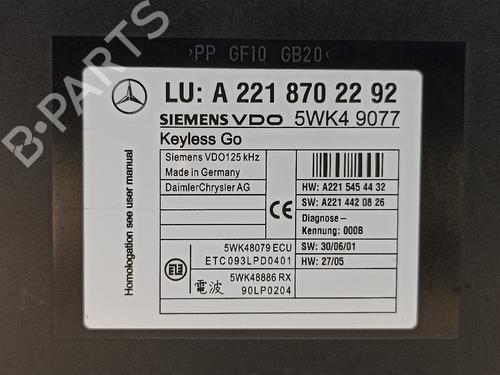 >PP GF10 GB20<
B-PARTS
LU: A 221 870 22 92
SIEMENS VDO 5WK4 9077
Keyless Go
Siemens VDO125 kHz
Made in Germany
DaimlerChrysler AG
HW: A221 545 44 32
SW: A221 442 08 26
Diagnose –
Kennung: 000B
CE
5WK48079 ECU
ETC093LPD0401
SW: 30/06/01
HW: 27/05
5WK48886 RX
電波 90LP0204
Homologation see user manual